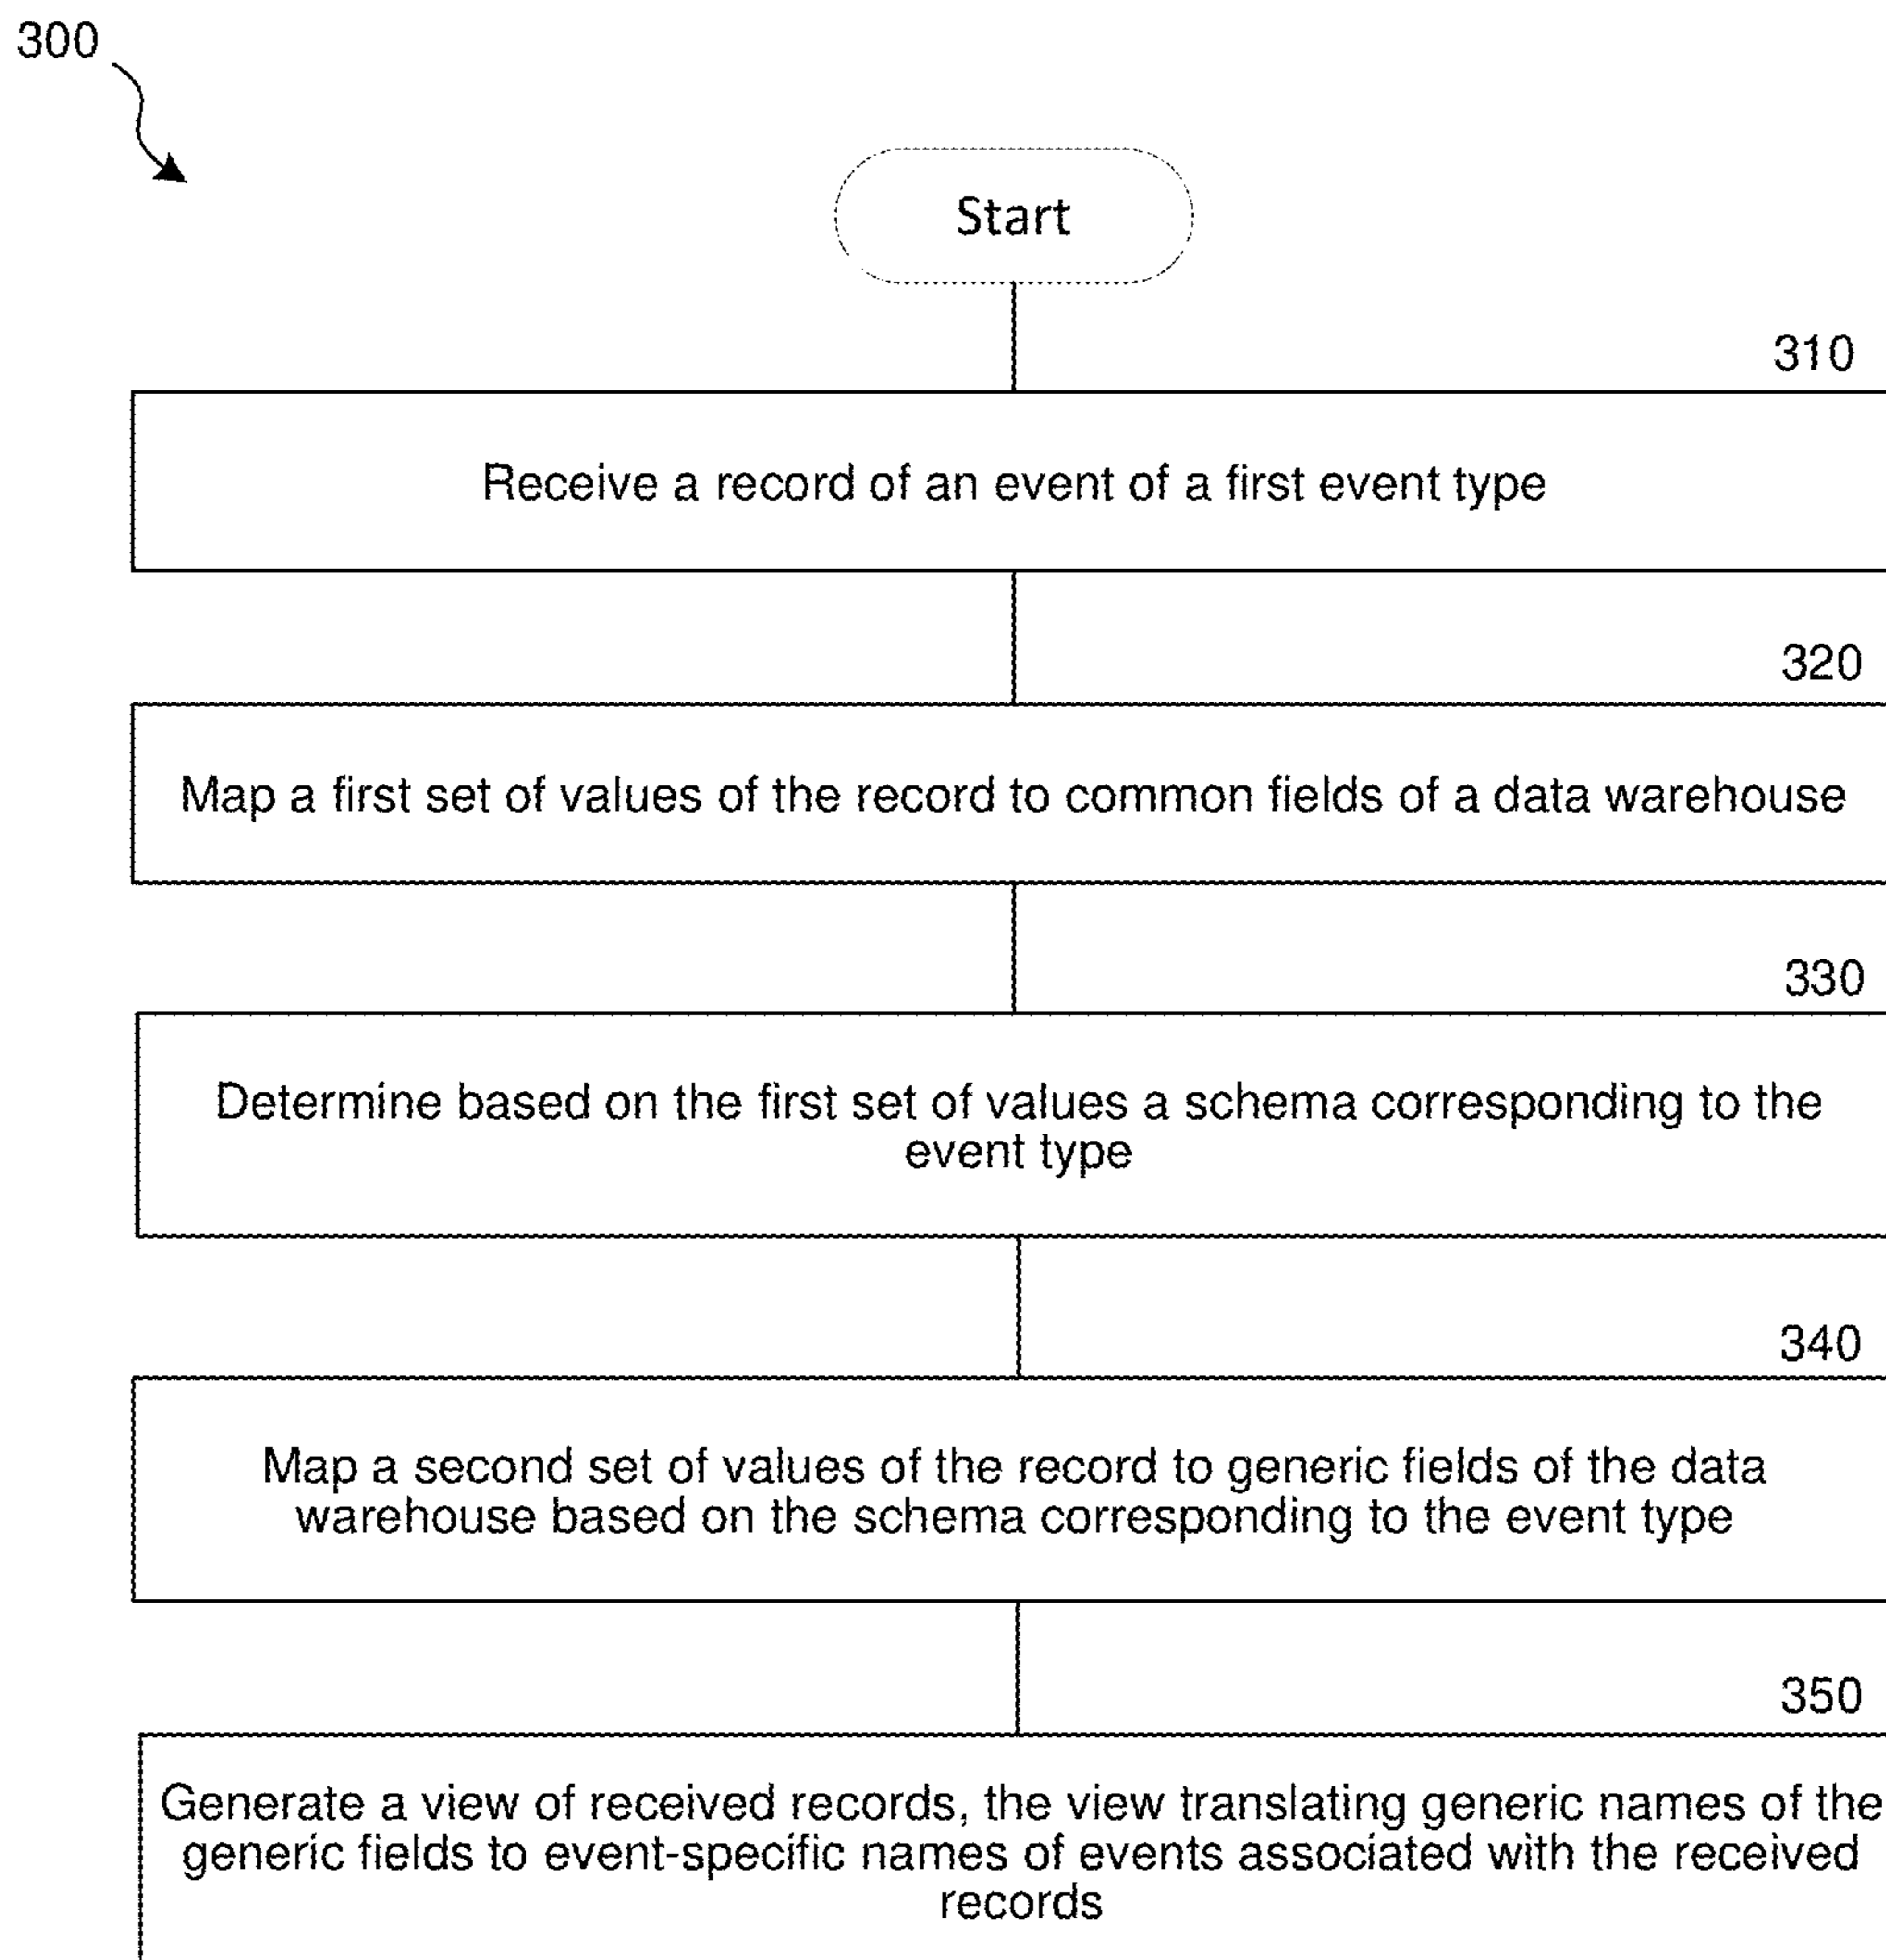 300
Start
310
Receive a record of an event of a first event type
320
Map a first set of values of the record to common fields of a data warehouse
330
Determine based on the first set of values a schema corresponding to the
event type
340
Map a second set of values of the record to generic fields of the data
warehouse based on the schema corresponding to the event type
350
Generate a view of received records, the view translating generic names of the
generic fields to event-specific names of events associated with the received
records